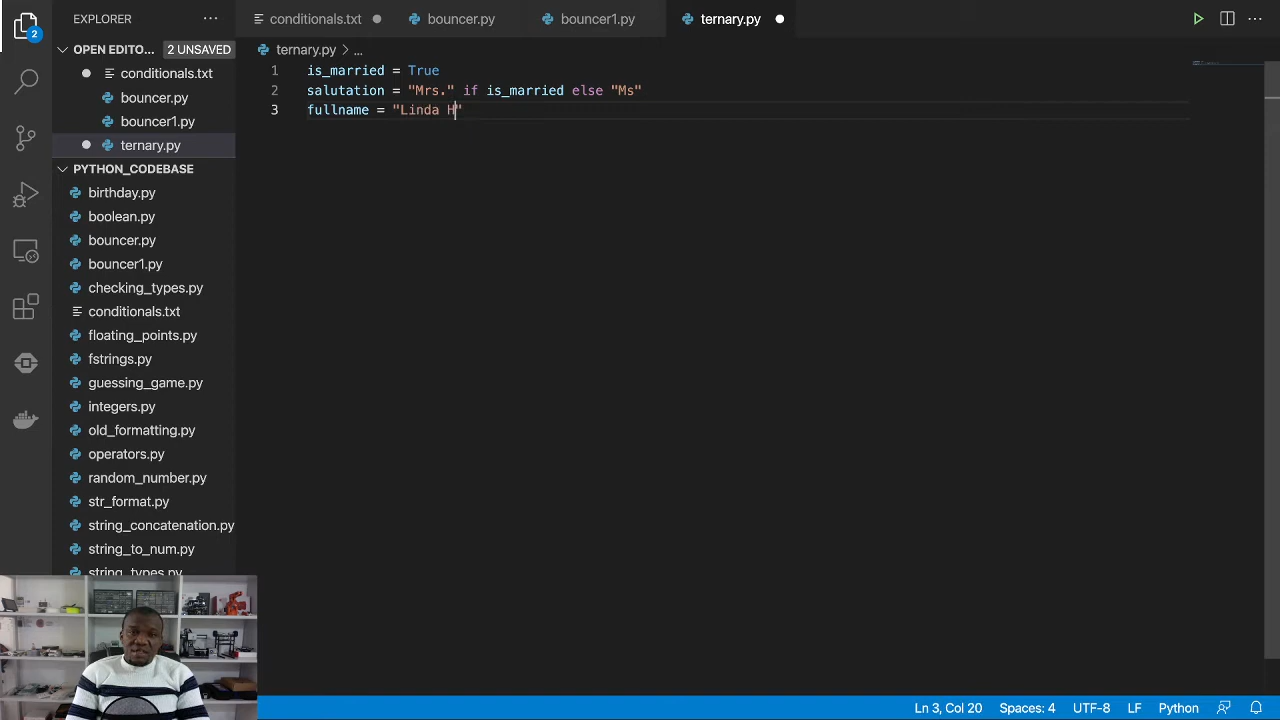 EXPLORER
2
OPEN EDITO... 2 UNSAVED
conditionals.txt
bouncer.py
bouncer1.py
ternary.py
PYTHON_CODEBASE
birthday.py
boolean.py
bouncer.py
bouncer1.py
checking_types.py
conditionals.txt
floating_points.py
fstrings.py
guessing_game.py
integers.py
old_formatting.py
operators.py
random_number.py
str_format.py
string_concatenation.py
string_to_num.py
string_types.py
conditionals.txt bouncer.py bouncer1.py ternary.py
ternary.py > ...
1 is_married = True
2 salutation = "Mrs." if is_married else "Ms"
3 fullname = "Linda H"
Ln 3, Col 20 Spaces: 4 UTF-8 LF Python